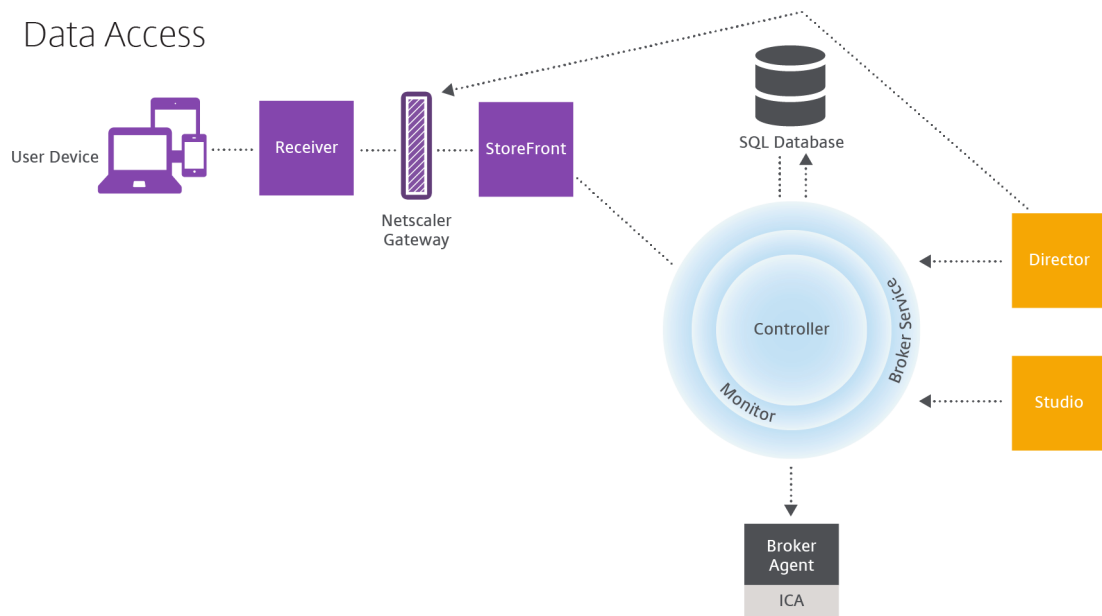 Data Access
User Device
Receiver
Netscaler
Gateway
StoreFront
SQL Database
Controller
Monitor
Broker Service
Director
Studio
Broker
Agent
ICA